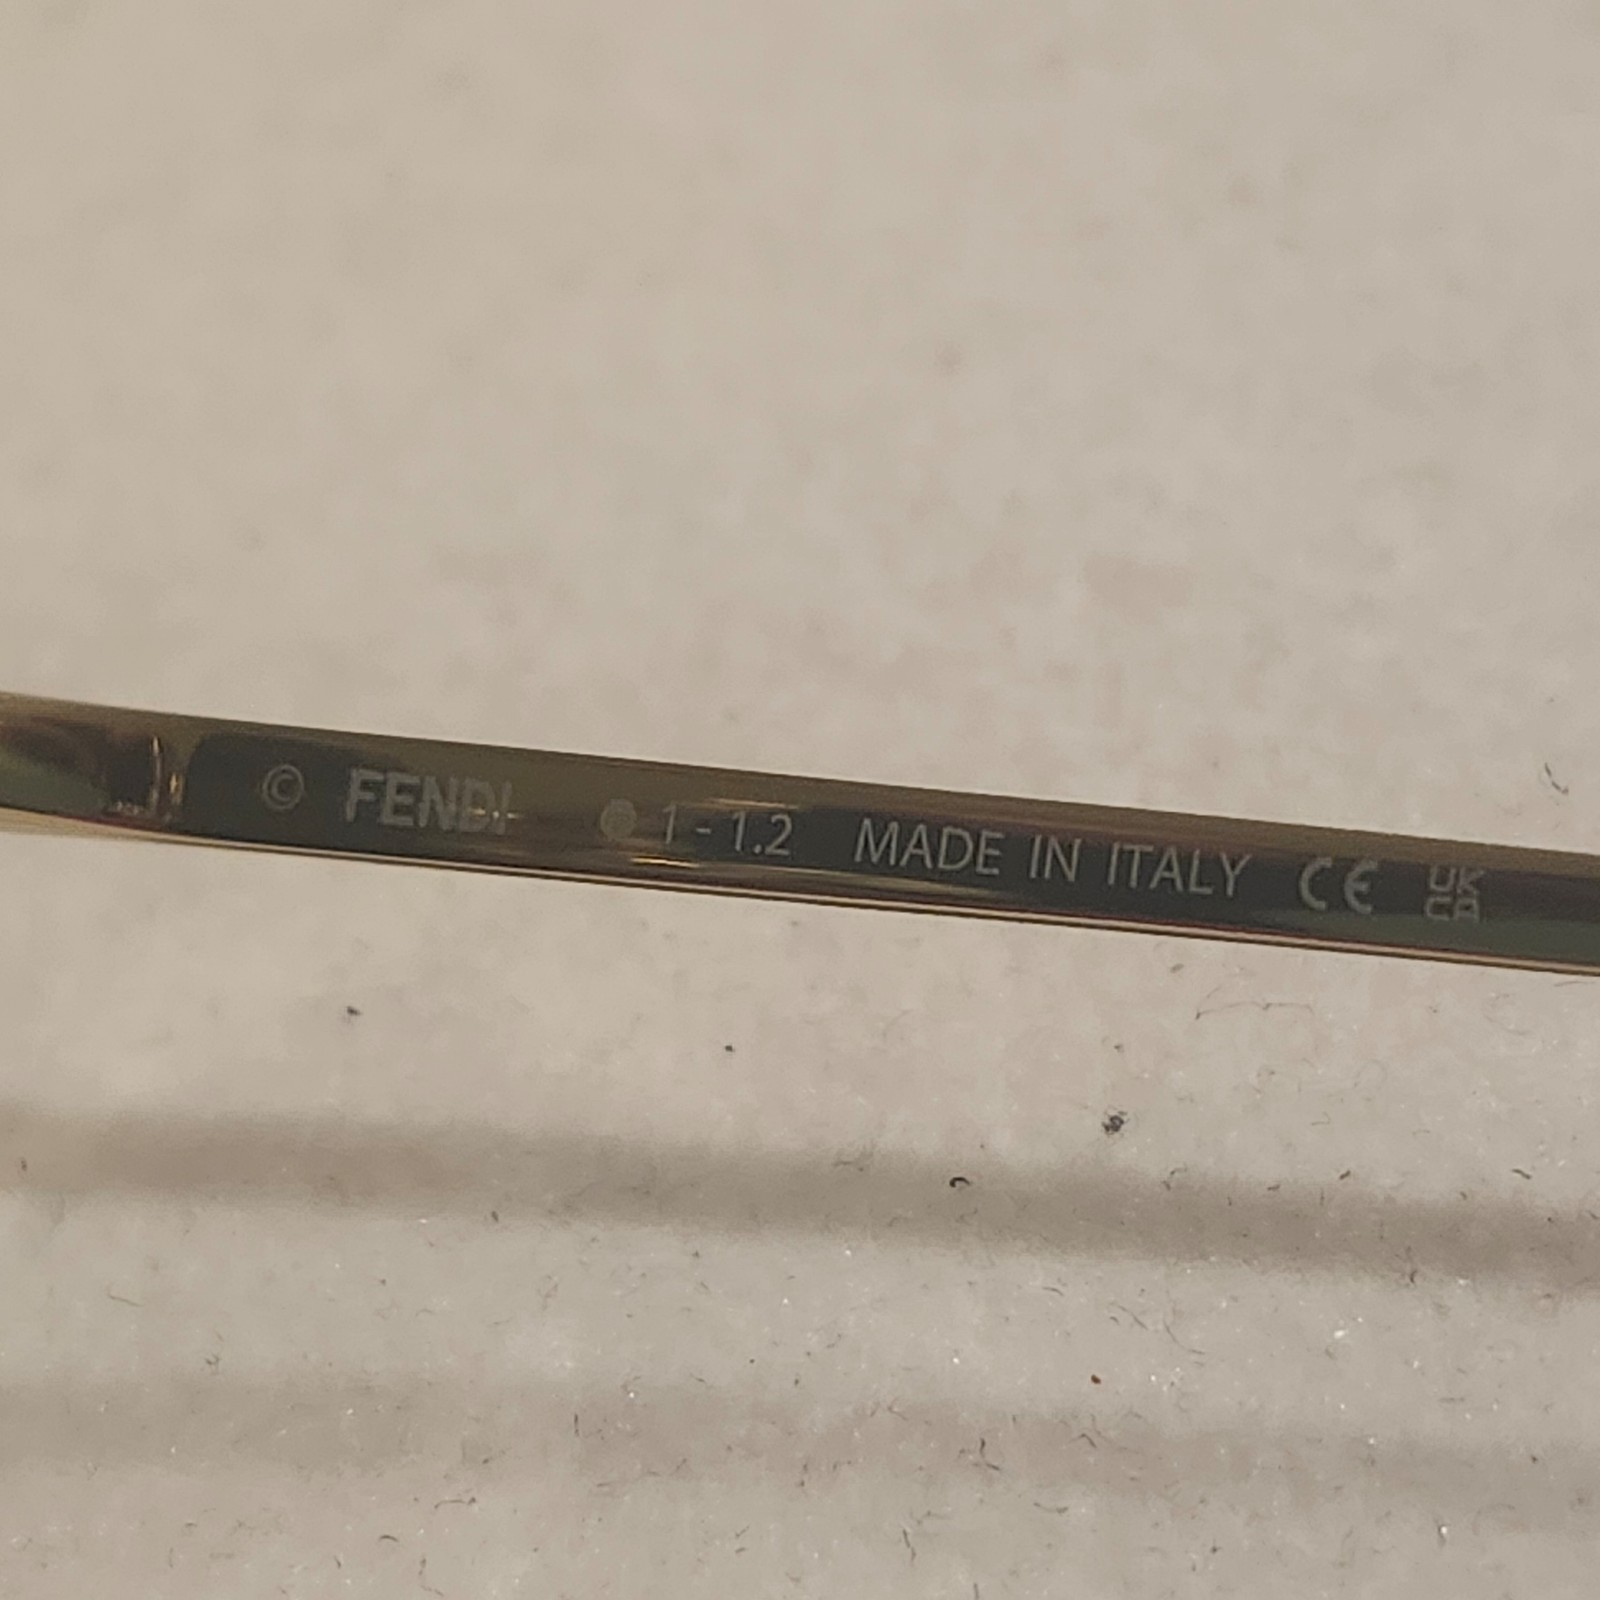 © FENDI ● 1 - 1.2 MADE IN ITALY CE UK CA